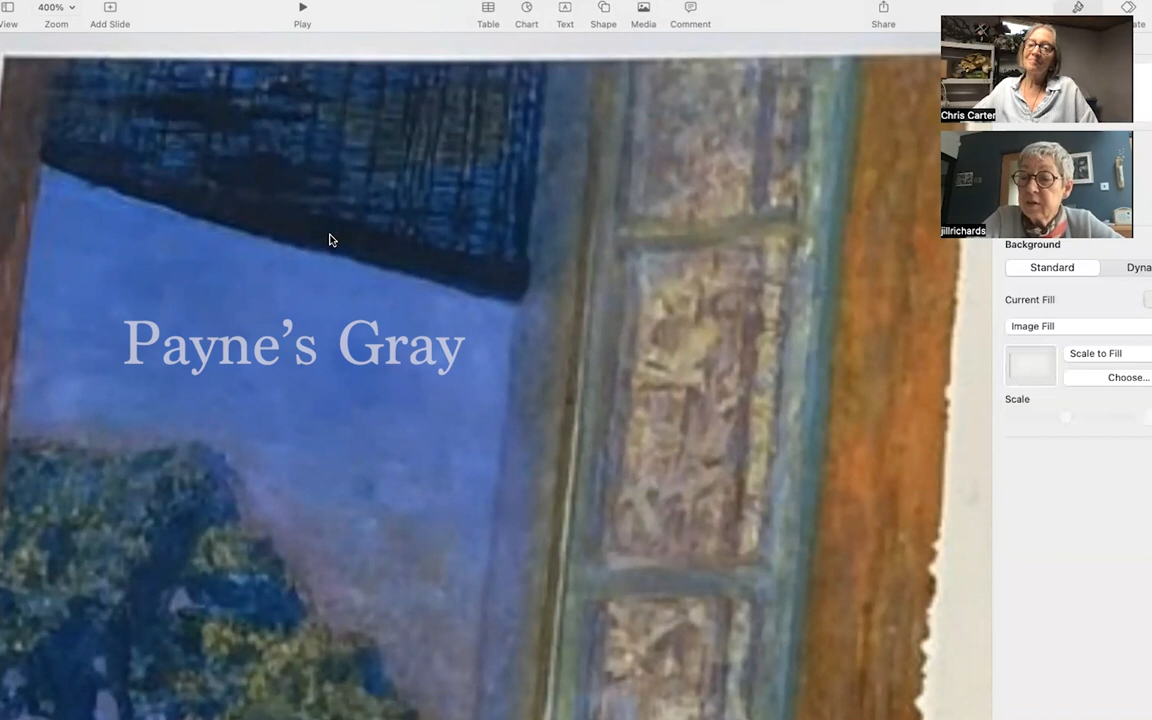 400%
View
Zoom
Add Slide
Play
Table
Chart
Text
Shape
Media
Comment
Share
Chris Carter
jillrichards
Payne's Gray
Background
Standard
Current Fill
Image Fill
Scale to Fill
Choose...
Scale